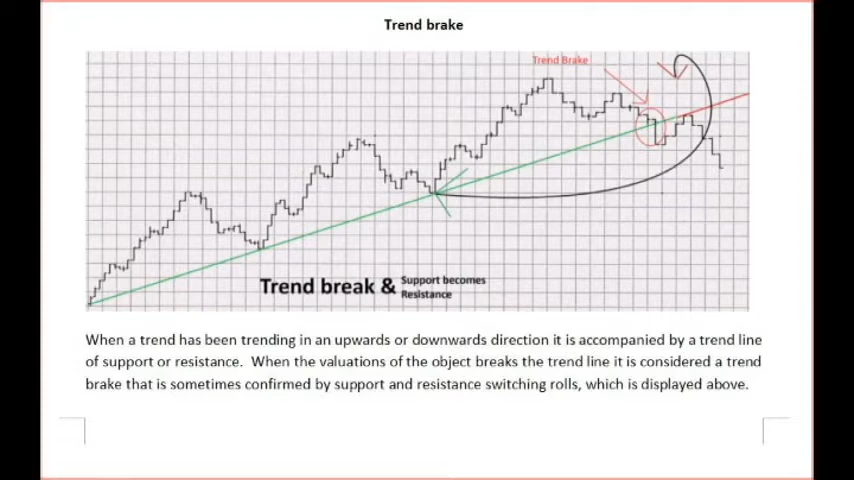 Trend brake
Trend Brake
Trend break & Support becomes
Resistance
When a trend has been trending in an upwards or downwards direction it is accompanied by a trend line
of support or resistance.  When the valuations of the object breaks the trend line it is considered a trend
brake that is sometimes confirmed by support and resistance switching rolls, which is displayed above.